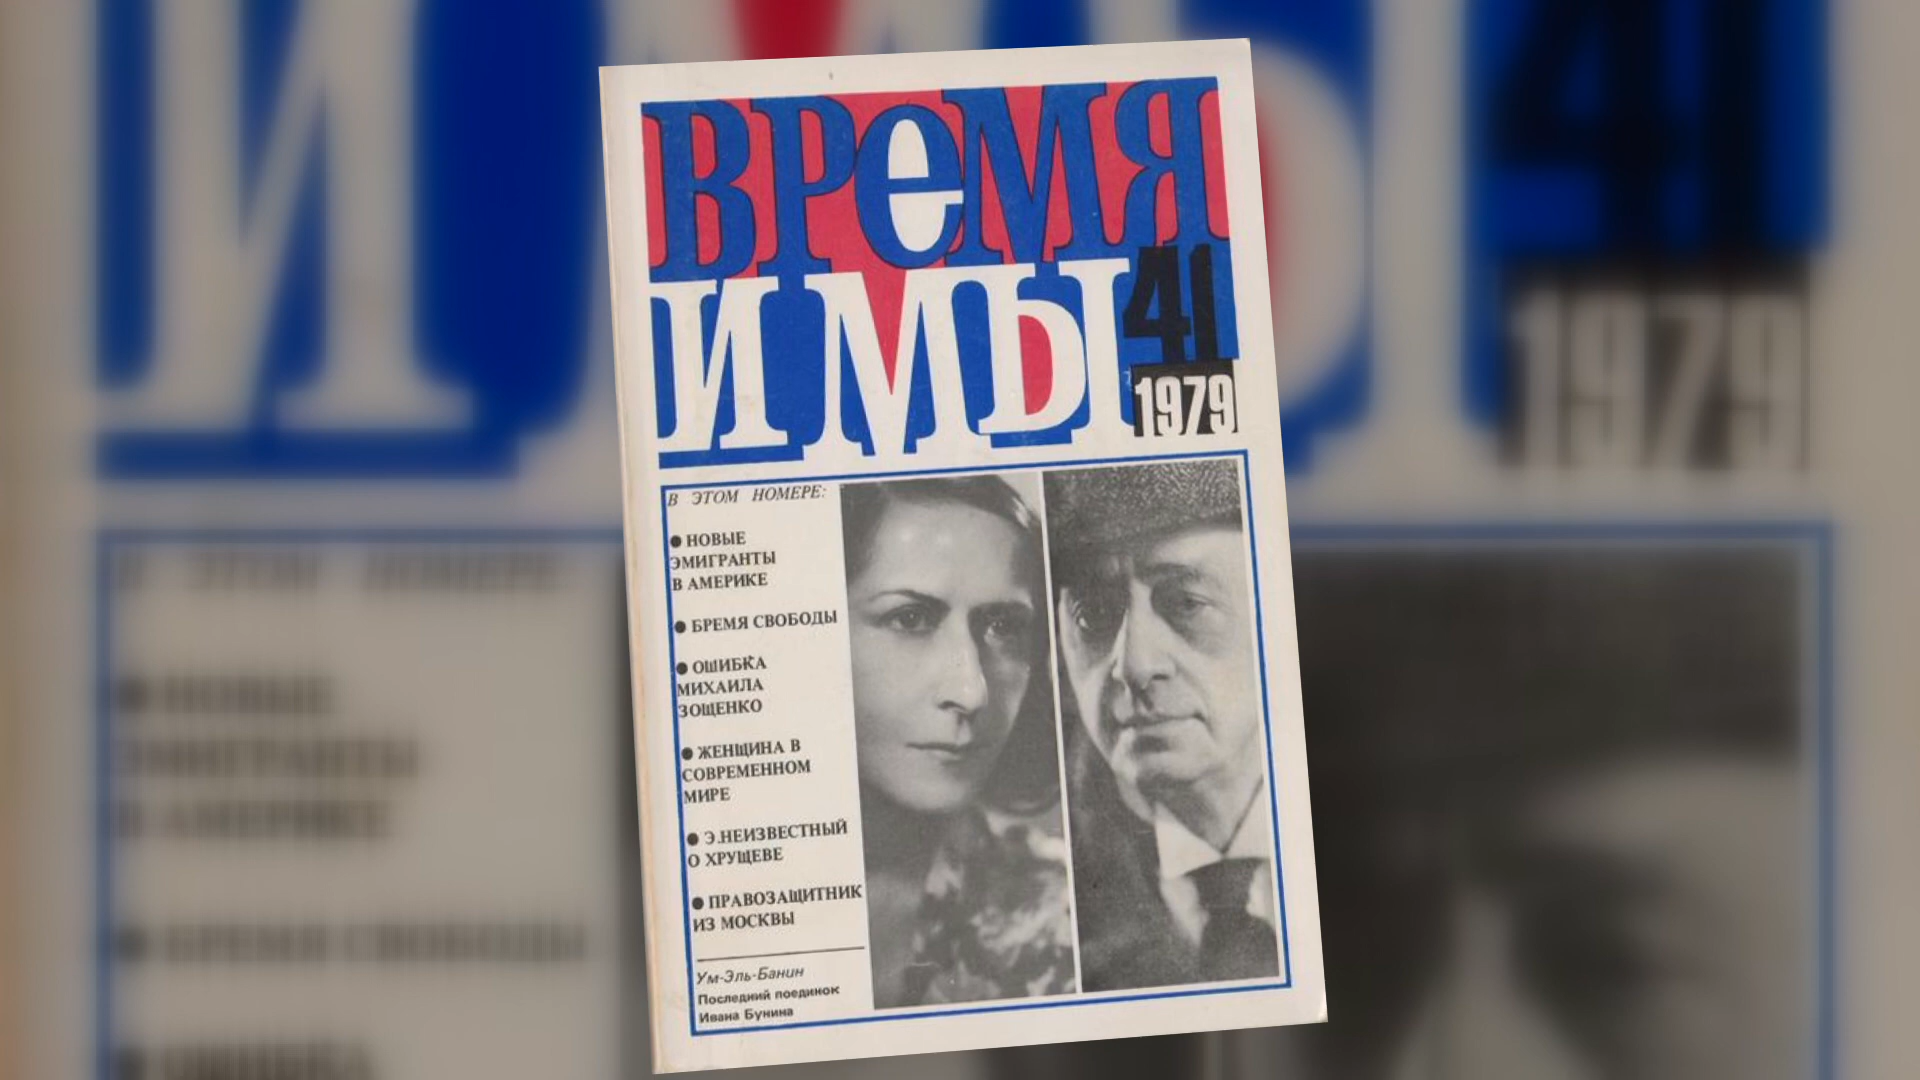 ВРеМЯ
И МЫ
41
1979
В ЭТОМ НОМЕРЕ:
● НОВЫЕ
ЭМИГРАНТЫ
В АМЕРИКЕ
● БРЕМЯ СВОБОДЫ
● ОШИБКА
МИХАИЛА
ЗОЩЕНКО
● ЖЕНЩИНА В
СОВРЕМЕННОМ
МИРЕ
● Э.НЕИЗВЕСТНЫЙ
О ХРУЩЕВЕ
● ПРАВОЗАЩИТНИК
ИЗ МОСКВЫ
Ум-Эль-Банин
Последний поединок
Ивана Бунина